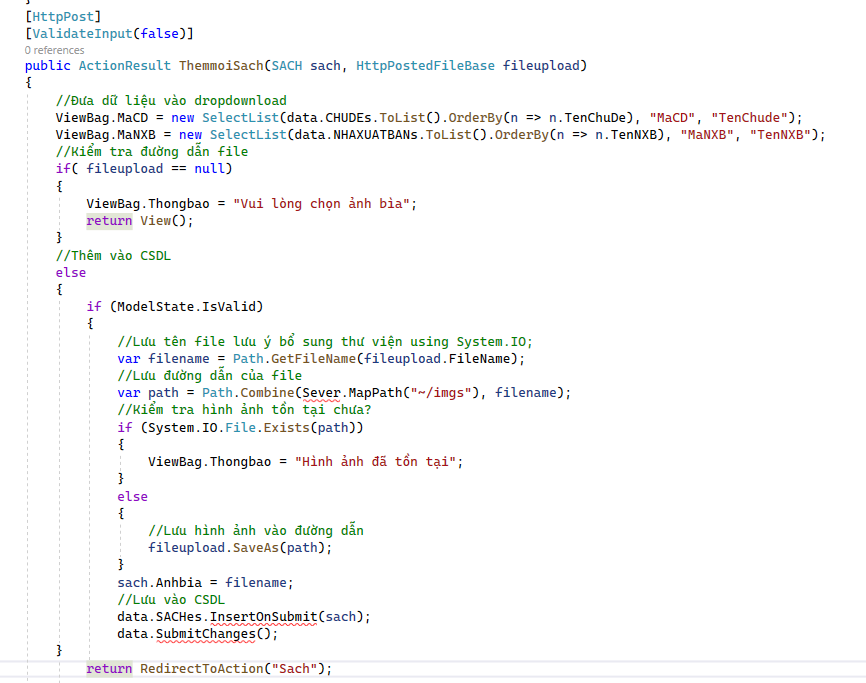 [HttpPost]
[ValidateInput(false)]
0 references
public ActionResult ThemmoiSach(SACH sach, HttpPostedFileBase fileupload)
{
//Đưa dữ liệu vào dropdownload
ViewBag.MaCD = new SelectList(data.CHUDEs.ToList().OrderBy(n => n.TenChuDe), "MaCD", "TenChude");
ViewBag.MaNXB = new SelectList(data.NHAXUATBANs.ToList().OrderBy(n => n.TenNXB), "MaNXB", "TenNXB");
//Kiểm tra đường dẫn file
if( fileupload == null)
{
ViewBag.Thongbao = "Vui lòng chọn ảnh bìa";
return View();
}
//Thêm vào CSDL
else
{
if (ModelState.IsValid)
{
//Lưu tên file lưu ý bổ sung thư viện using System.IO;
var filename = Path.GetFileName(fileupload.FileName);
//Lưu đường dẫn của file
var path = Path.Combine(Sever.MapPath("~/imgs"), filename);
//Kiểm tra hình ảnh tồn tại chưa?
if (System.IO.File.Exists(path))
{
ViewBag.Thongbao = "Hình ảnh đã tồn tại";
}
else
{
//Lưu hình ảnh vào đường dẫn
fileupload.SaveAs(path);
}
sach.Anhbia = filename;
//Lưu vào CSDL
data.SACHes.InsertOnSubmit(sach);
data.SubmitChanges();
}
return RedirectToAction("Sach");